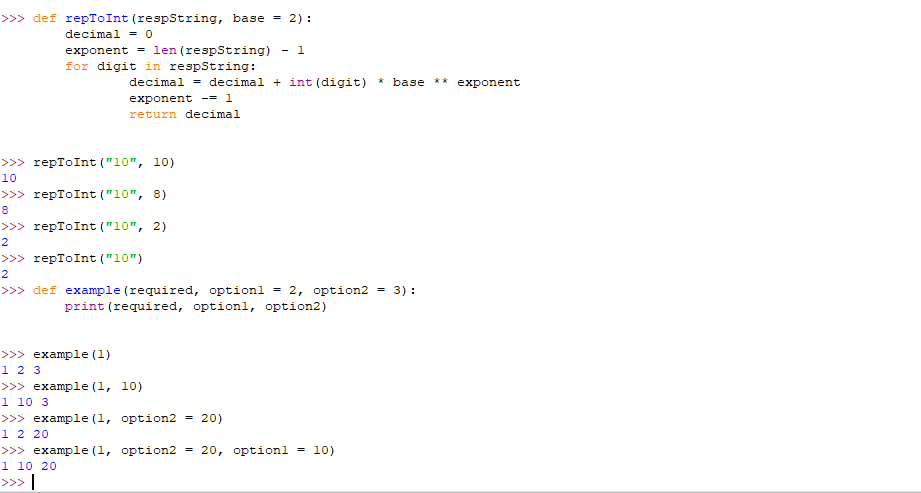 >>> def repToInt(respString, base = 2):
        decimal = 0
        exponent = len(respString) - 1
        for digit in respString:
                decimal = decimal + int(digit) * base ** exponent
                exponent -= 1
                return decimal
>>> repToInt("10", 10)
10
>>> repToInt("10", 8)
8
>>> repToInt("10", 2)
2
>>> repToInt("10")
2
>>> def example(required, option1 = 2, option2 = 3):
        print(required, option1, option2)
>>> example(1)
1 2 3
>>> example(1, 10)
1 10 3
>>> example(1, option2 = 20)
1 2 20
>>> example(1, option2 = 20, option1 = 10)
1 10 20
>>>